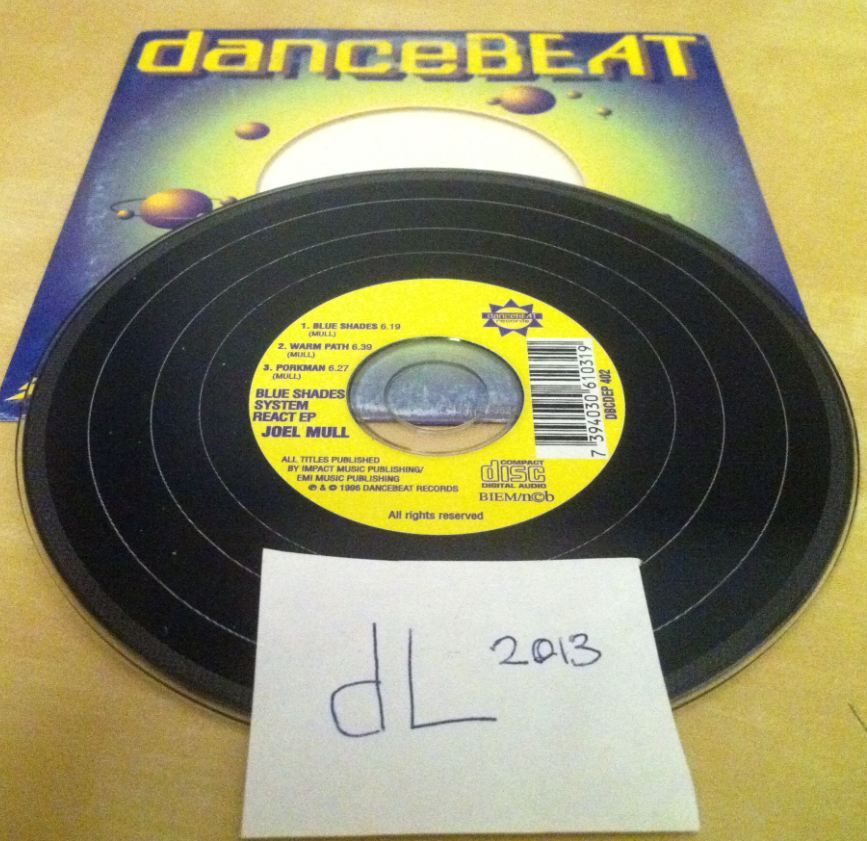 danceBEAT
DANCEBEAT
records
1. BLUE SHADES 6.19
(MULL)
2. WARM PATH 6.39
(MULL)
3. PORKMAN 6.27
(MULL)
BLUE SHADES
SYSTEM
REACT EP
JOEL MULL
7 394030 610319
DBCDEP 402
ALL TITLES PUBLISHED
BY IMPACT MUSIC PUBLISHING/
EMI MUSIC PUBLISHING
℗ & © 1996 DANCEBEAT RECORDS
COMPACT
disc
DIGITAL AUDIO
BIEM/n©b
All rights reserved
dL 2013